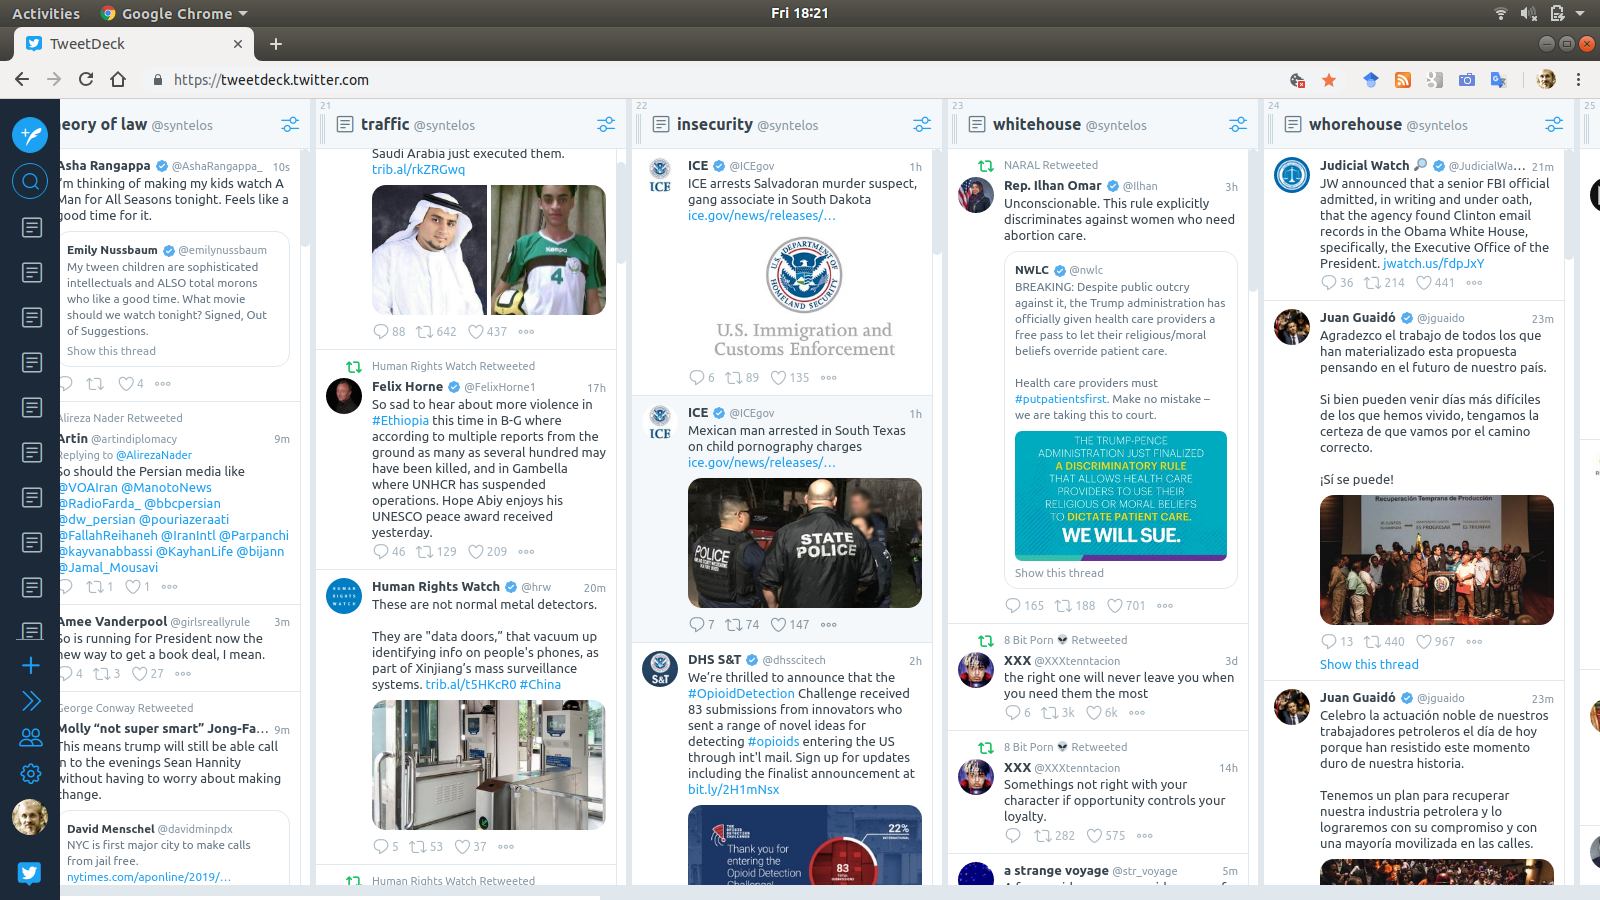 Activities
Google Chrome
Fri 18:21
TweetDeck
https://tweetdeck.twitter.com
eory of law @syntelos
Asha Rangappa @AshaRangappa_ 10s
I'm thinking of making my kids watch A
Man for All Seasons tonight. Feels like a
good time for it.
Emily Nussbaum @emilynussbaum
My tween children are sophisticated
intellectuals and ALSO total morons
who like a good time. What movie
should we watch tonight? Signed, Out
of Suggestions.
Show this thread
4
Alireza Nader Retweeted
Artin @artindiplomacy 9m
Replying to @AlirezaNader
So should the Persian media like
@VOAIran @ManotoNews
@RadioFarda_ @bbcpersian
@dw_persian @pouriazeraati
@FallahReihaneh @IranIntl @Parpanchi
@kayvanabbassi @KayhanLife @bijann
@Jamal_Mousavi
1 1
Amee Vanderpool @girlsreallyrule 3m
So is running for President now the
new way to get a book deal, I mean.
4 3 27
George Conway Retweeted
Molly “not super smart” Jong-Fa... 9m
This means trump will still be able call
in to the evenings Sean Hannity
without having to worry about making
change.
David Menschel @davidminpdx
NYC is first major city to make calls
from jail free.
nytimes.com/aponline/2019/...
21
traffic @syntelos
Saudi Arabia just executed them.
trib.al/rkZRGwq
4
88 642 437
Human Rights Watch Retweeted
Felix Horne @FelixHorne1 17h
So sad to hear about more violence in
#Ethiopia this time in B-G where
according to multiple reports from the
ground as many as several hundred may
have been killed, and in Gambella
where UNHCR has suspended
operations. Hope Abiy enjoys his
UNESCO peace award received
yesterday.
46 129 209
HUMAN
RIGHTS
WATCH
Human Rights Watch @hrw 20m
These are not normal metal detectors.
They are "data doors,” that vacuum up
identifying info on people's phones, as
part of Xinjiang’s mass surveillance
systems. trib.al/t5HKcR0 #China
5 53 37
Human Rights Watch Retweeted
22
insecurity @syntelos
ICE
ICE @ICEgov 1h
ICE arrests Salvadoran murder suspect,
gang associate in South Dakota
ice.gov/news/releases/...
U.S. DEPARTMENT OF
HOMELAND SECURITY
U.S. Immigration and
Customs Enforcement
6 89 135
ICE
ICE @ICEgov 1h
Mexican man arrested in South Texas
on child pornography charges
ice.gov/news/releases/...
POLICE
STATE
POLICE
7 74 147
S&T
DHS S&T @dhsscitech 2h
We’re thrilled to announce that the
#OpioidDetection Challenge received
83 submissions from innovators who
sent a range of novel ideas for
detecting #opioids entering the US
through int'l mail. Sign up for updates
including the finalist announcement at
bit.ly/2H1mNsx
THE
OPIOID
DETECTION
CHALLENGE
22%
INTERNATIONAL
Thank you for
entering the
Opioid Detection
Challenge!
83
TOTAL
SUBMISSIONS
23
whitehouse @syntelos
NARAL Retweeted
Rep. Ilhan Omar @Ilhan 3h
Unconscionable. This rule explicitly
discriminates against women who need
abortion care.
NWLC @nwlc
BREAKING: Despite public outcry
against it, the Trump administration has
officially given health care providers a
free pass to let their religious/moral
beliefs override patient care.
Health care providers must
#putpatientsfirst. Make no mistake –
we are taking this to court.
THE TRUMP-PENCE
ADMINISTRATION JUST FINALIZED
A DISCRIMINATORY RULE
THAT ALLOWS HEALTH CARE
PROVIDERS TO USE THEIR
RELIGIOUS OR MORAL BELIEFS
TO DICTATE PATIENT CARE.
WE WILL SUE.
Show this thread
165 188 701
8 Bit Porn Retweeted
XXX @XXXtenntacion 3d
the right one will never leave you when
you need them the most
6 3k 6k
8 Bit Porn Retweeted
XXX @XXXtenntacion 14h
Somethings not right with your
character if opportunity controls your
loyalty.
282 575
a strange voyage @str_voyage 5m
24
whorehouse @syntelos
Judicial Watch @JudicialWa... 21m
JW announced that a senior FBI official
admitted, in writing and under oath,
that the agency found Clinton email
records in the Obama White House,
specifically, the Executive Office of the
President. jwatch.us/fdpJxY
36 214 441
Juan Guaidó @jguaido 23m
Agradezco el trabajo de todos los que
han materializado esta propuesta
pensando en el futuro de nuestro país.
Si bien pueden venir días más difíciles
de los que hemos vivido, tengamos la
certeza de que vamos por el camino
correcto.
¡Sí se puede!
Recuperación Temprana de Producción
13 440 967
Show this thread
Juan Guaidó @jguaido 23m
Celebro la actuación noble de nuestros
trabajadores petroleros el día de hoy
porque han resistido este momento
duro de nuestra historia.
Tenemos un plan para recuperar
nuestra industria petrolera y lo
lograremos con su compromiso y con
una mayoría movilizada en las calles.
25